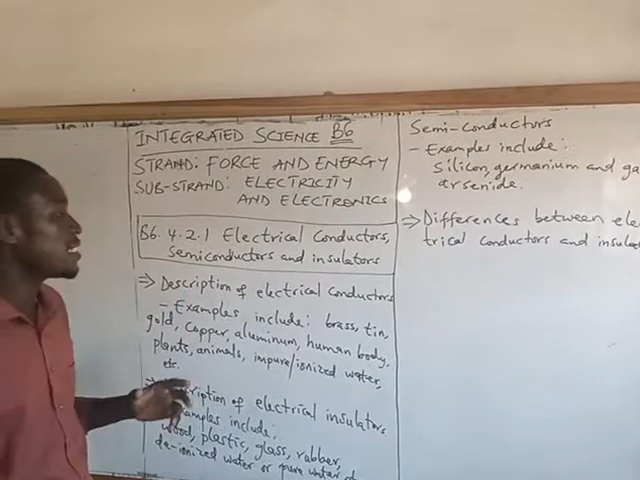 INTEGRATED SCIENCE B6
STRAND: FORCE AND ENERGY
SUB-STRAND: ELECTRICITY
AND ELECTRONICS
B6.4.2.1 Electrical Conductors,
Semiconductors and insulators
⇒ Description of electrical conductors
- Examples include: brass, tin,
gold, copper, aluminum, human body,
plants, animals, impure/ionized water,
etc.
of electrical insulators
include:
wood, plastic, glass, rubber,
de-ionized water or pure water
Semi-Conductors
- Examples include:
Silicon, germanium and ga
arsenide.
⇒ Differences between ele
trical conductors and insula